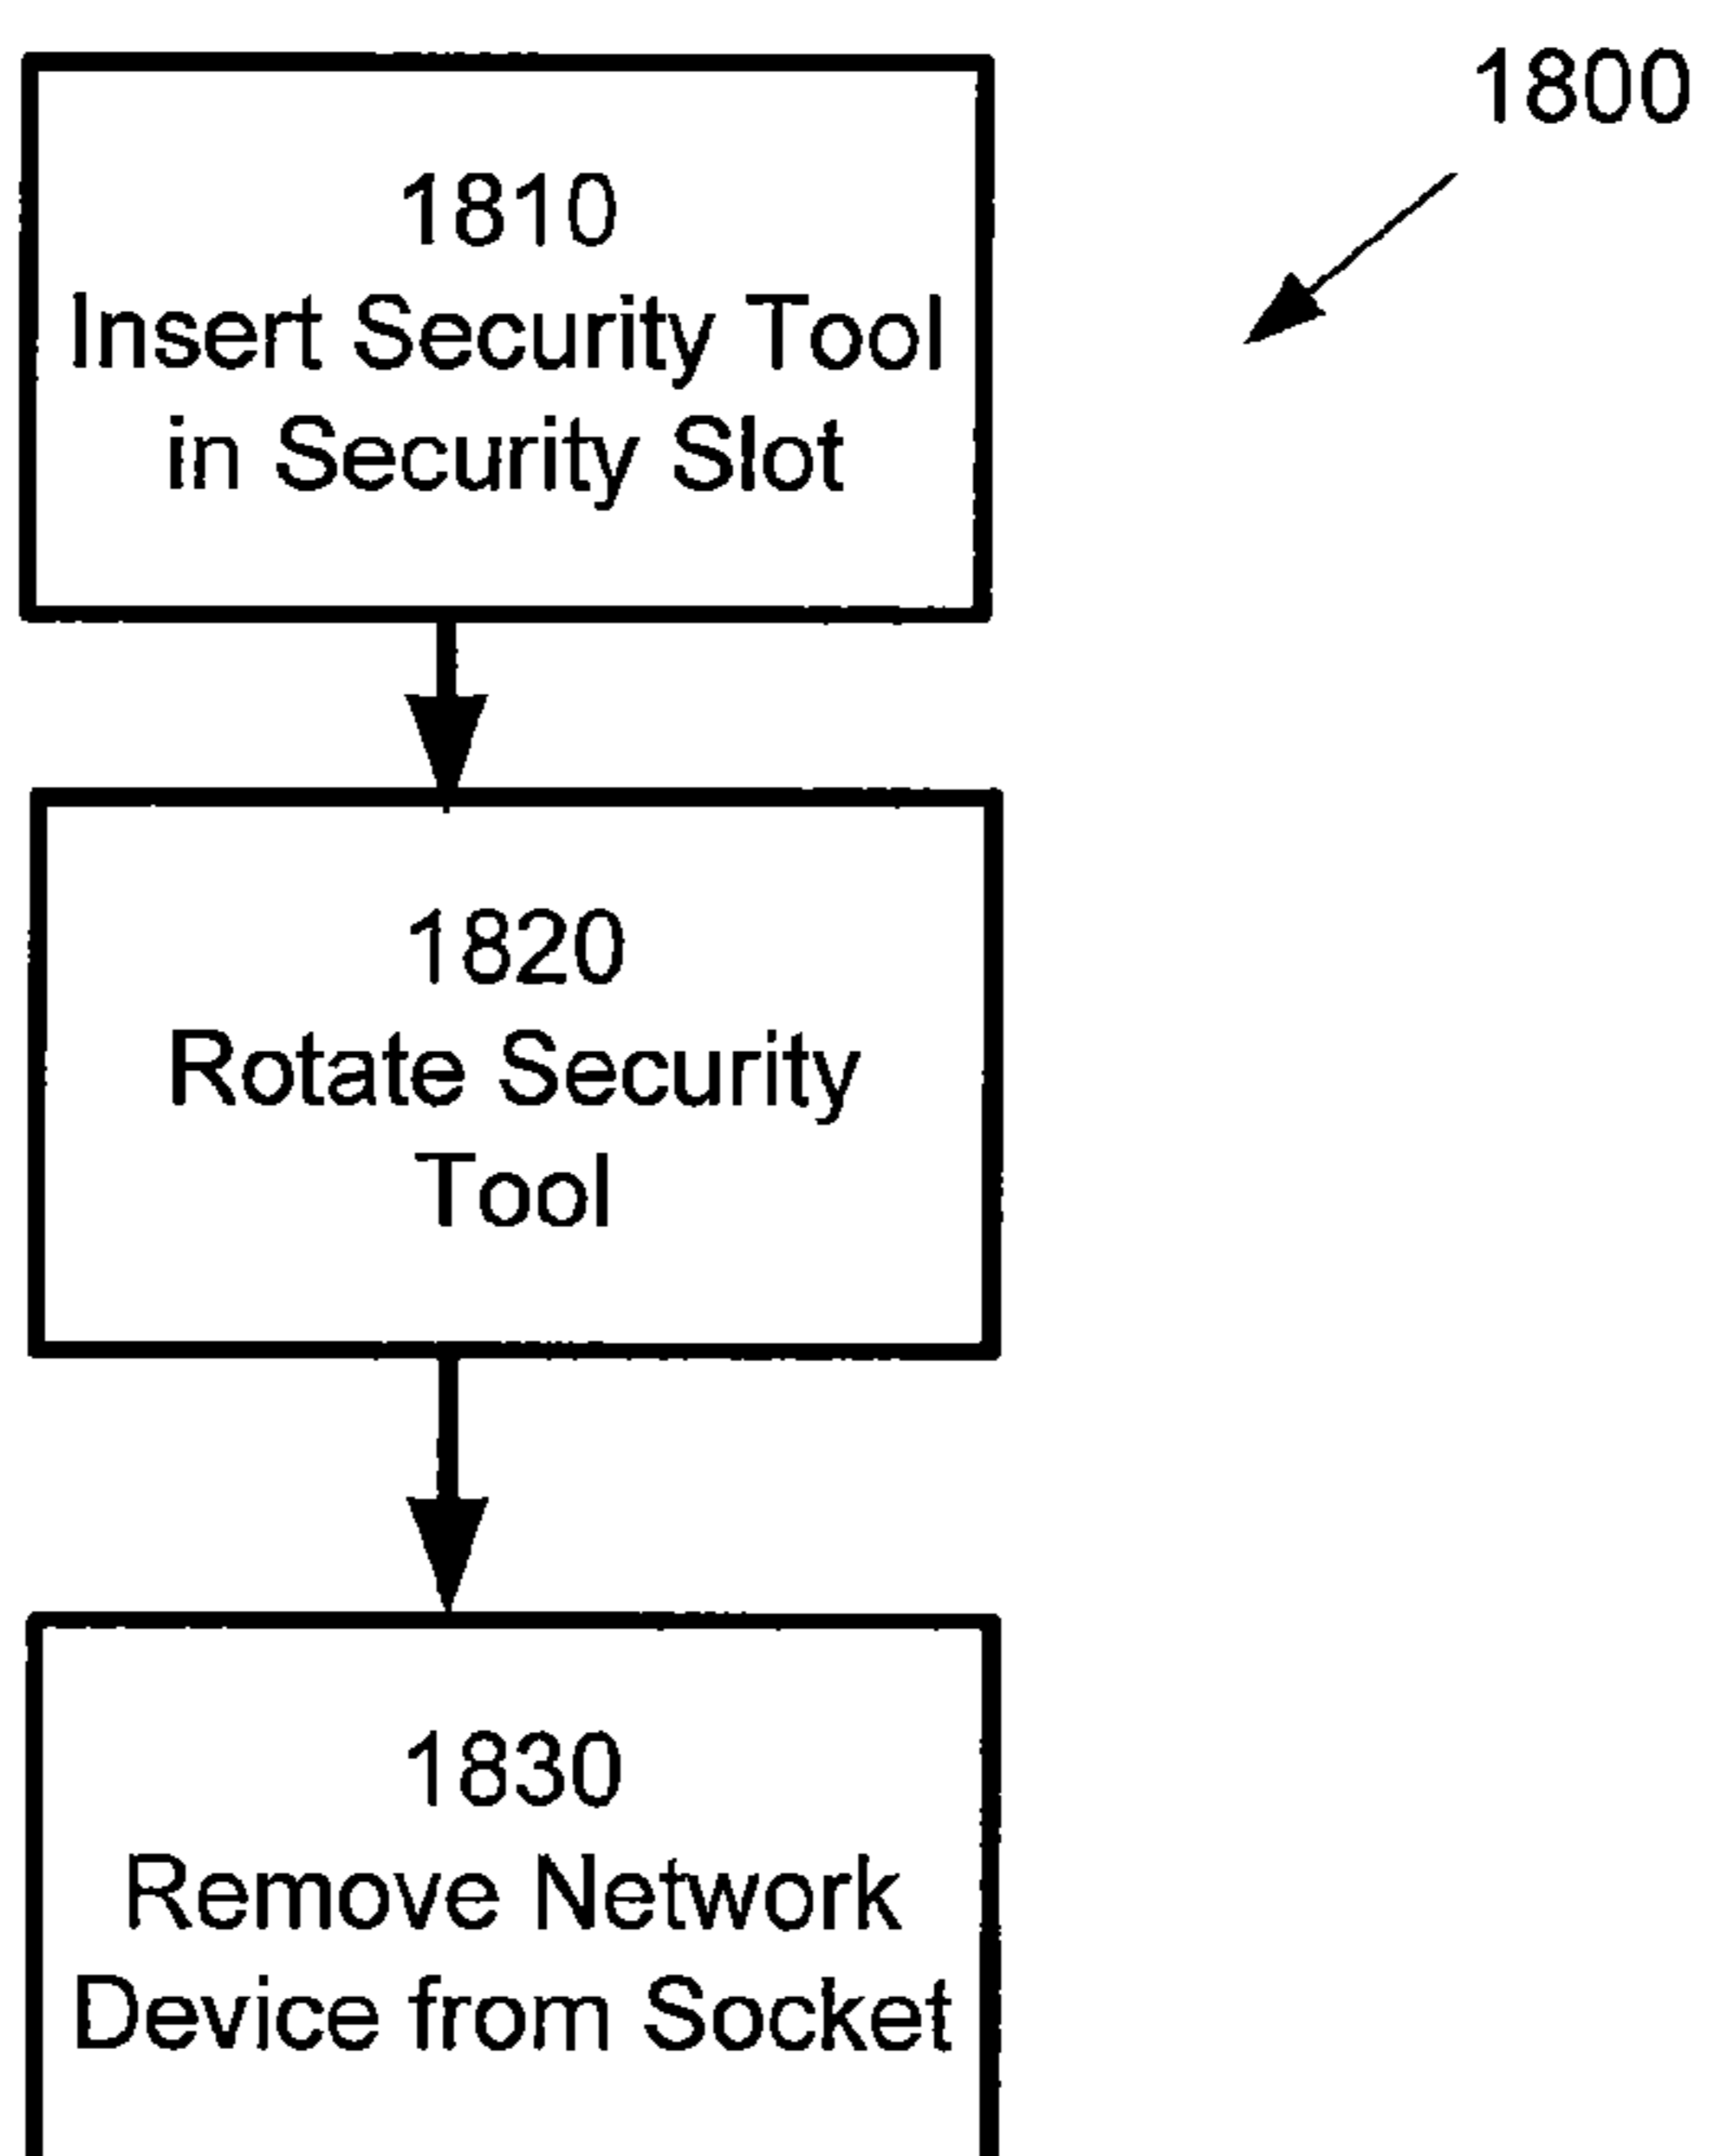 1800
1810
Insert Security Tool
in Security Slot
1820
Rotate Security
Tool
1830
Remove Network
Device from Socket